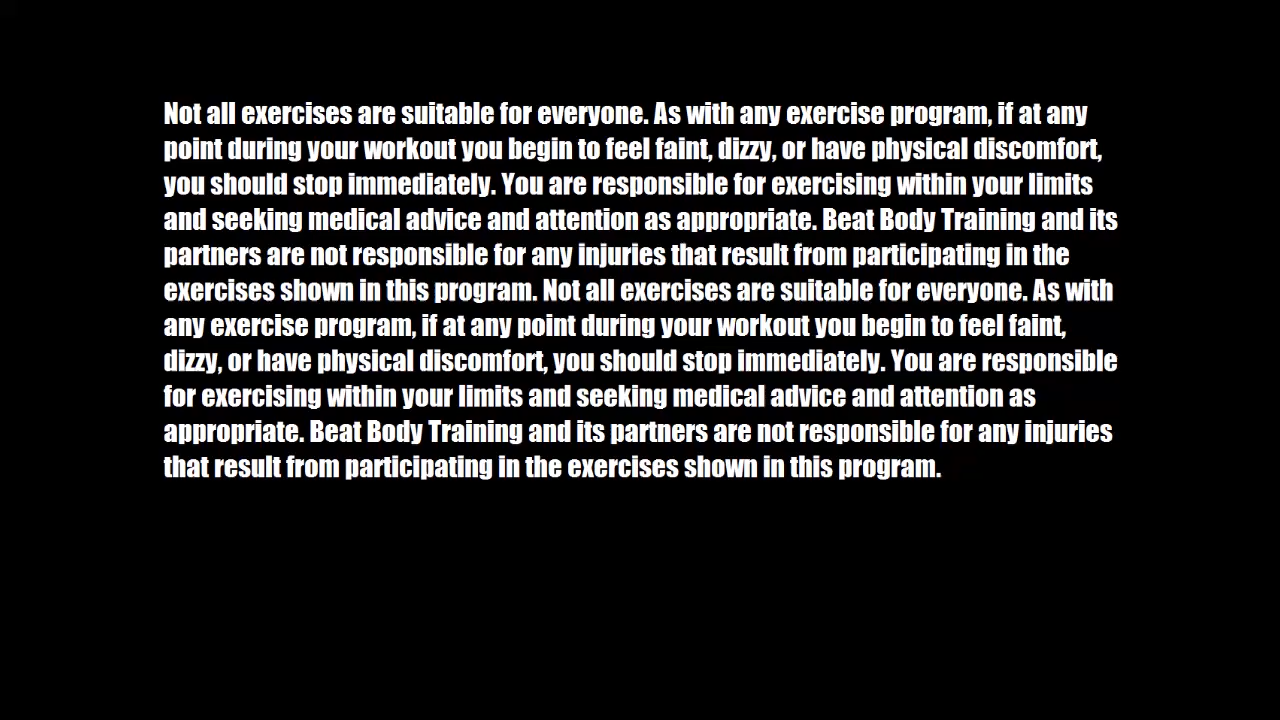 Not all exercises are suitable for everyone. As with any exercise program, if at any
point during your workout you begin to feel faint, dizzy, or have physical discomfort,
you should stop immediately. You are responsible for exercising within your limits
and seeking medical advice and attention as appropriate. Beat Body Training and its
partners are not responsible for any injuries that result from participating in the
exercises shown in this program. Not all exercises are suitable for everyone. As with
any exercise program, if at any point during your workout you begin to feel faint,
dizzy, or have physical discomfort, you should stop immediately. You are responsible
for exercising within your limits and seeking medical advice and attention as
appropriate. Beat Body Training and its partners are not responsible for any injuries
that result from participating in the exercises shown in this program.